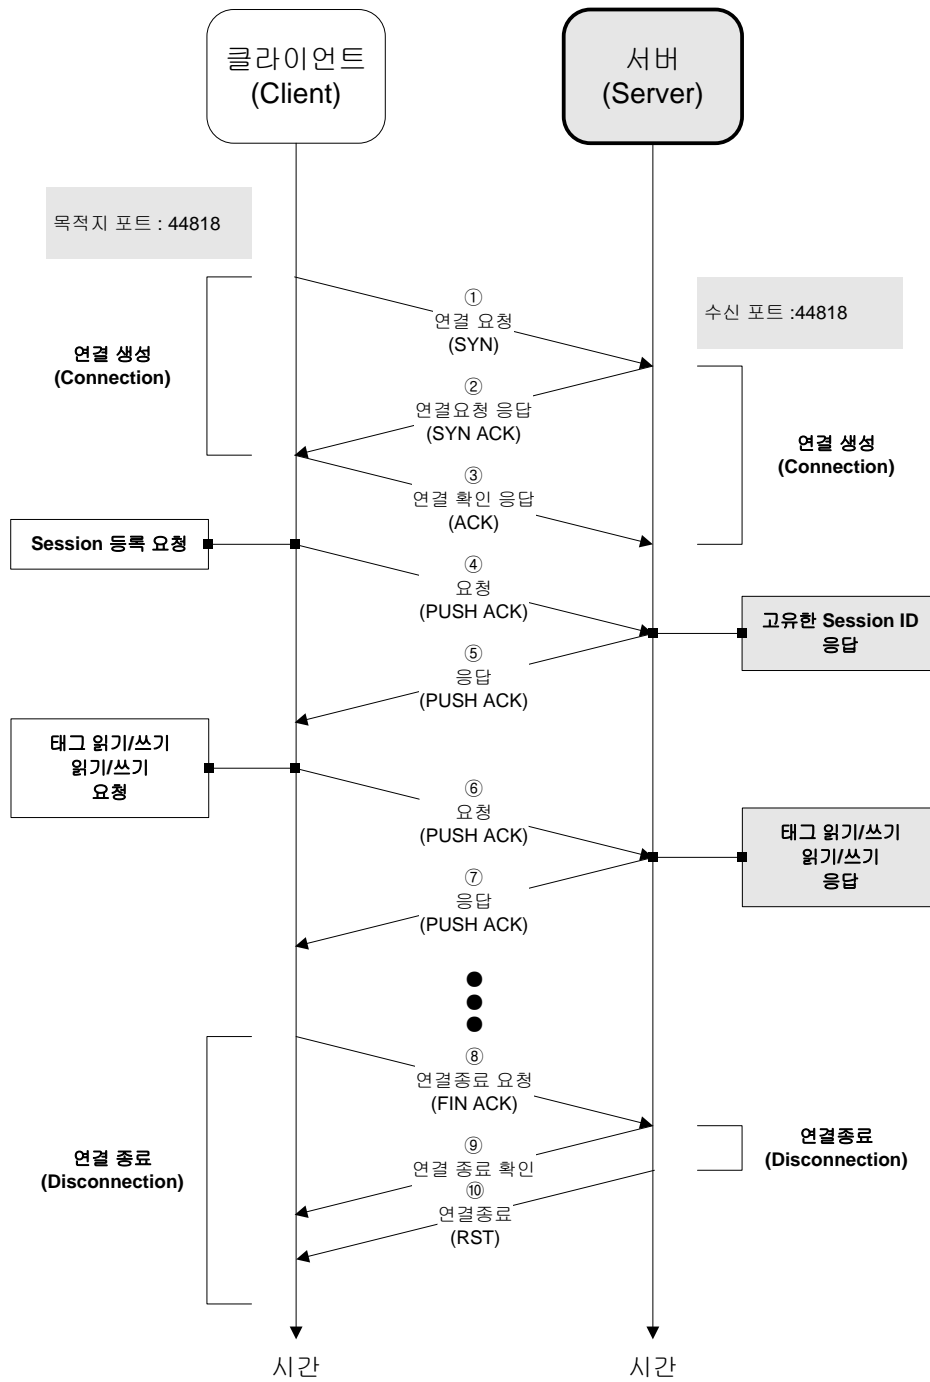 클라이언트
(Client)
서버
(Server)
목적지 포트 : 44818
수신 포트 :44818
①
연결 요청
(SYN)
연결 생성
(Connection)
②
연결요청 응답
(SYN ACK)
연결 생성
(Connection)
③
연결 확인 응답
(ACK)
Session 등록 요청
④
요청
(PUSH ACK)
고유한 Session ID
응답
⑤
응답
(PUSH ACK)
태그 읽기/쓰기
읽기/쓰기
요청
⑥
요청
(PUSH ACK)
태그 읽기/쓰기
읽기/쓰기
응답
⑦
응답
(PUSH ACK)
⑧
연결종료 요청
(FIN ACK)
연결 종료
(Disconnection)
연결종료
(Disconnection)
⑨
연결 종료 확인
⑩
연결종료
(RST)
시간
시간